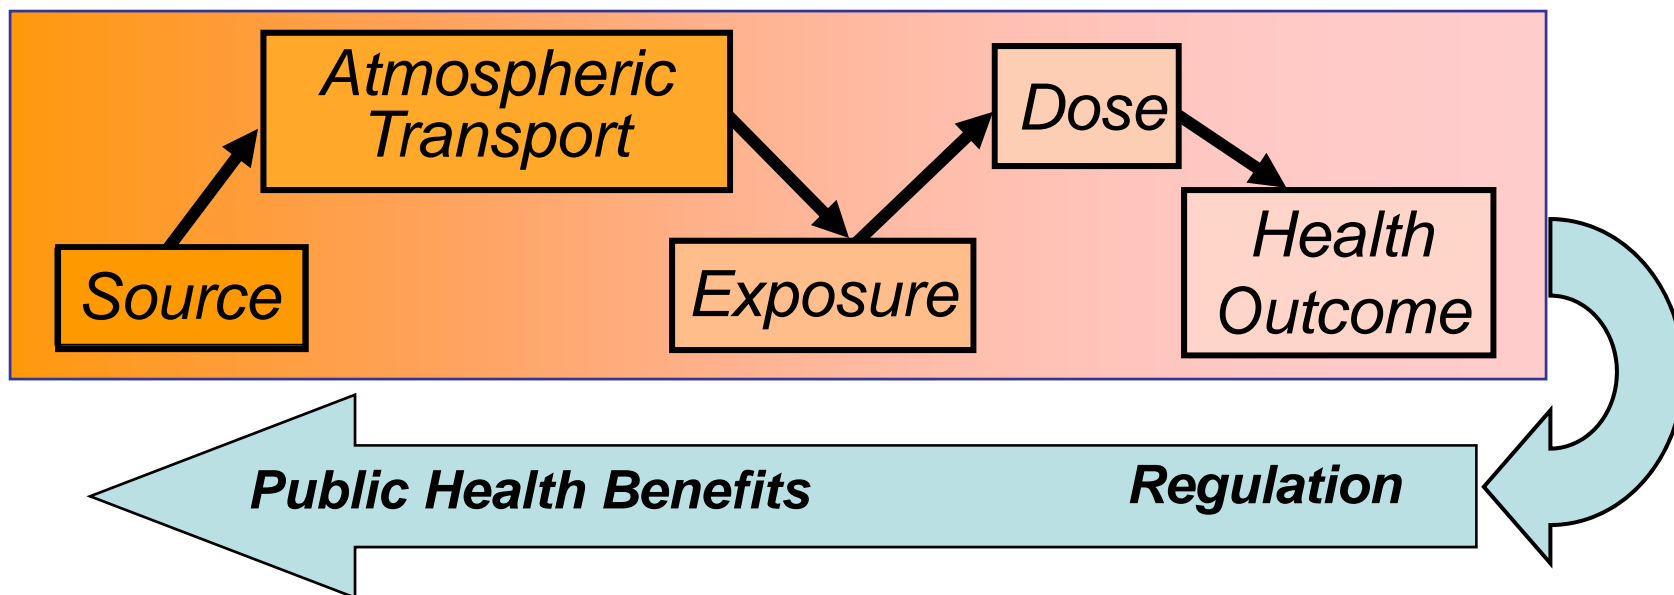 Atmospheric
Transport
Dose
Source
Exposure
Health
Outcome
Public Health Benefits
Regulation